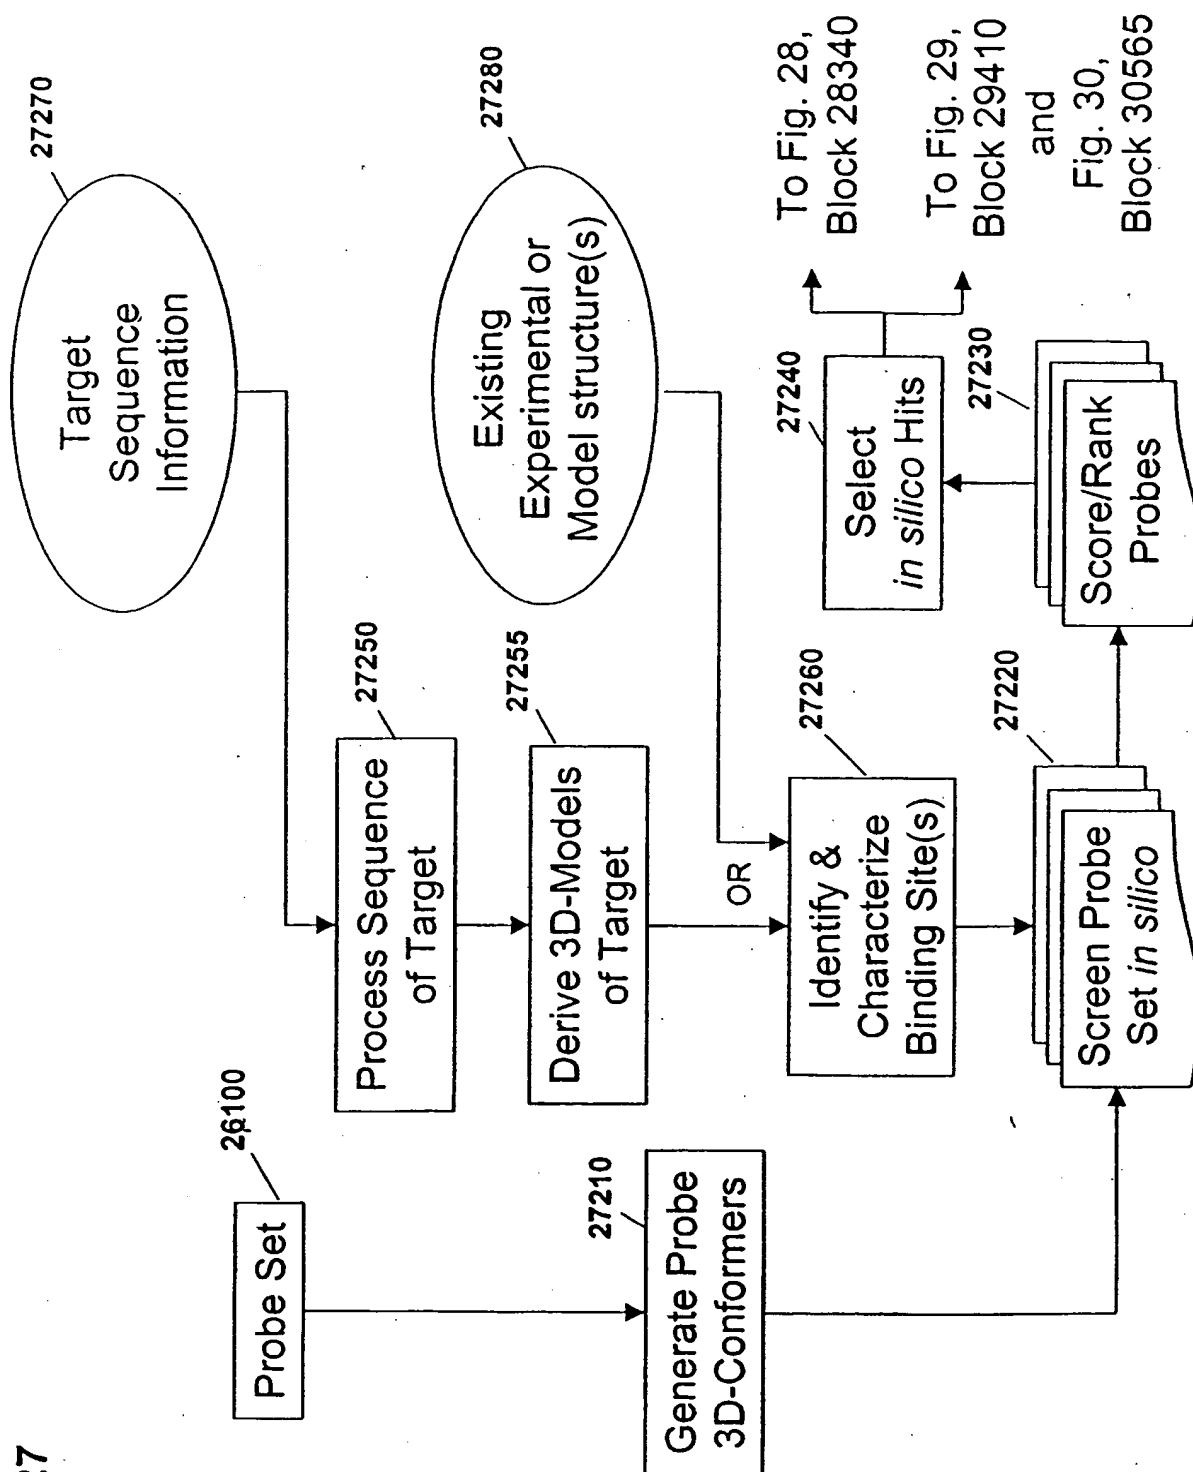 27
Probe Set
26100
Generate Probe
3D-Conformers
27210
Target
Sequence
Information
27270
Process Sequence
of Target
27250
Derive 3D-Models
of Target
27255
Existing
Experimental or
Model structure(s)
27280
OR
Identify &
Characterize
Binding Site(s)
27260
Screen Probe
Set in silico
27220
Score/Rank
Probes
27230
Select
in silico Hits
27240
To Fig. 28,
Block 28340
To Fig. 29,
Block 29410
and
Fig. 30,
Block 30565